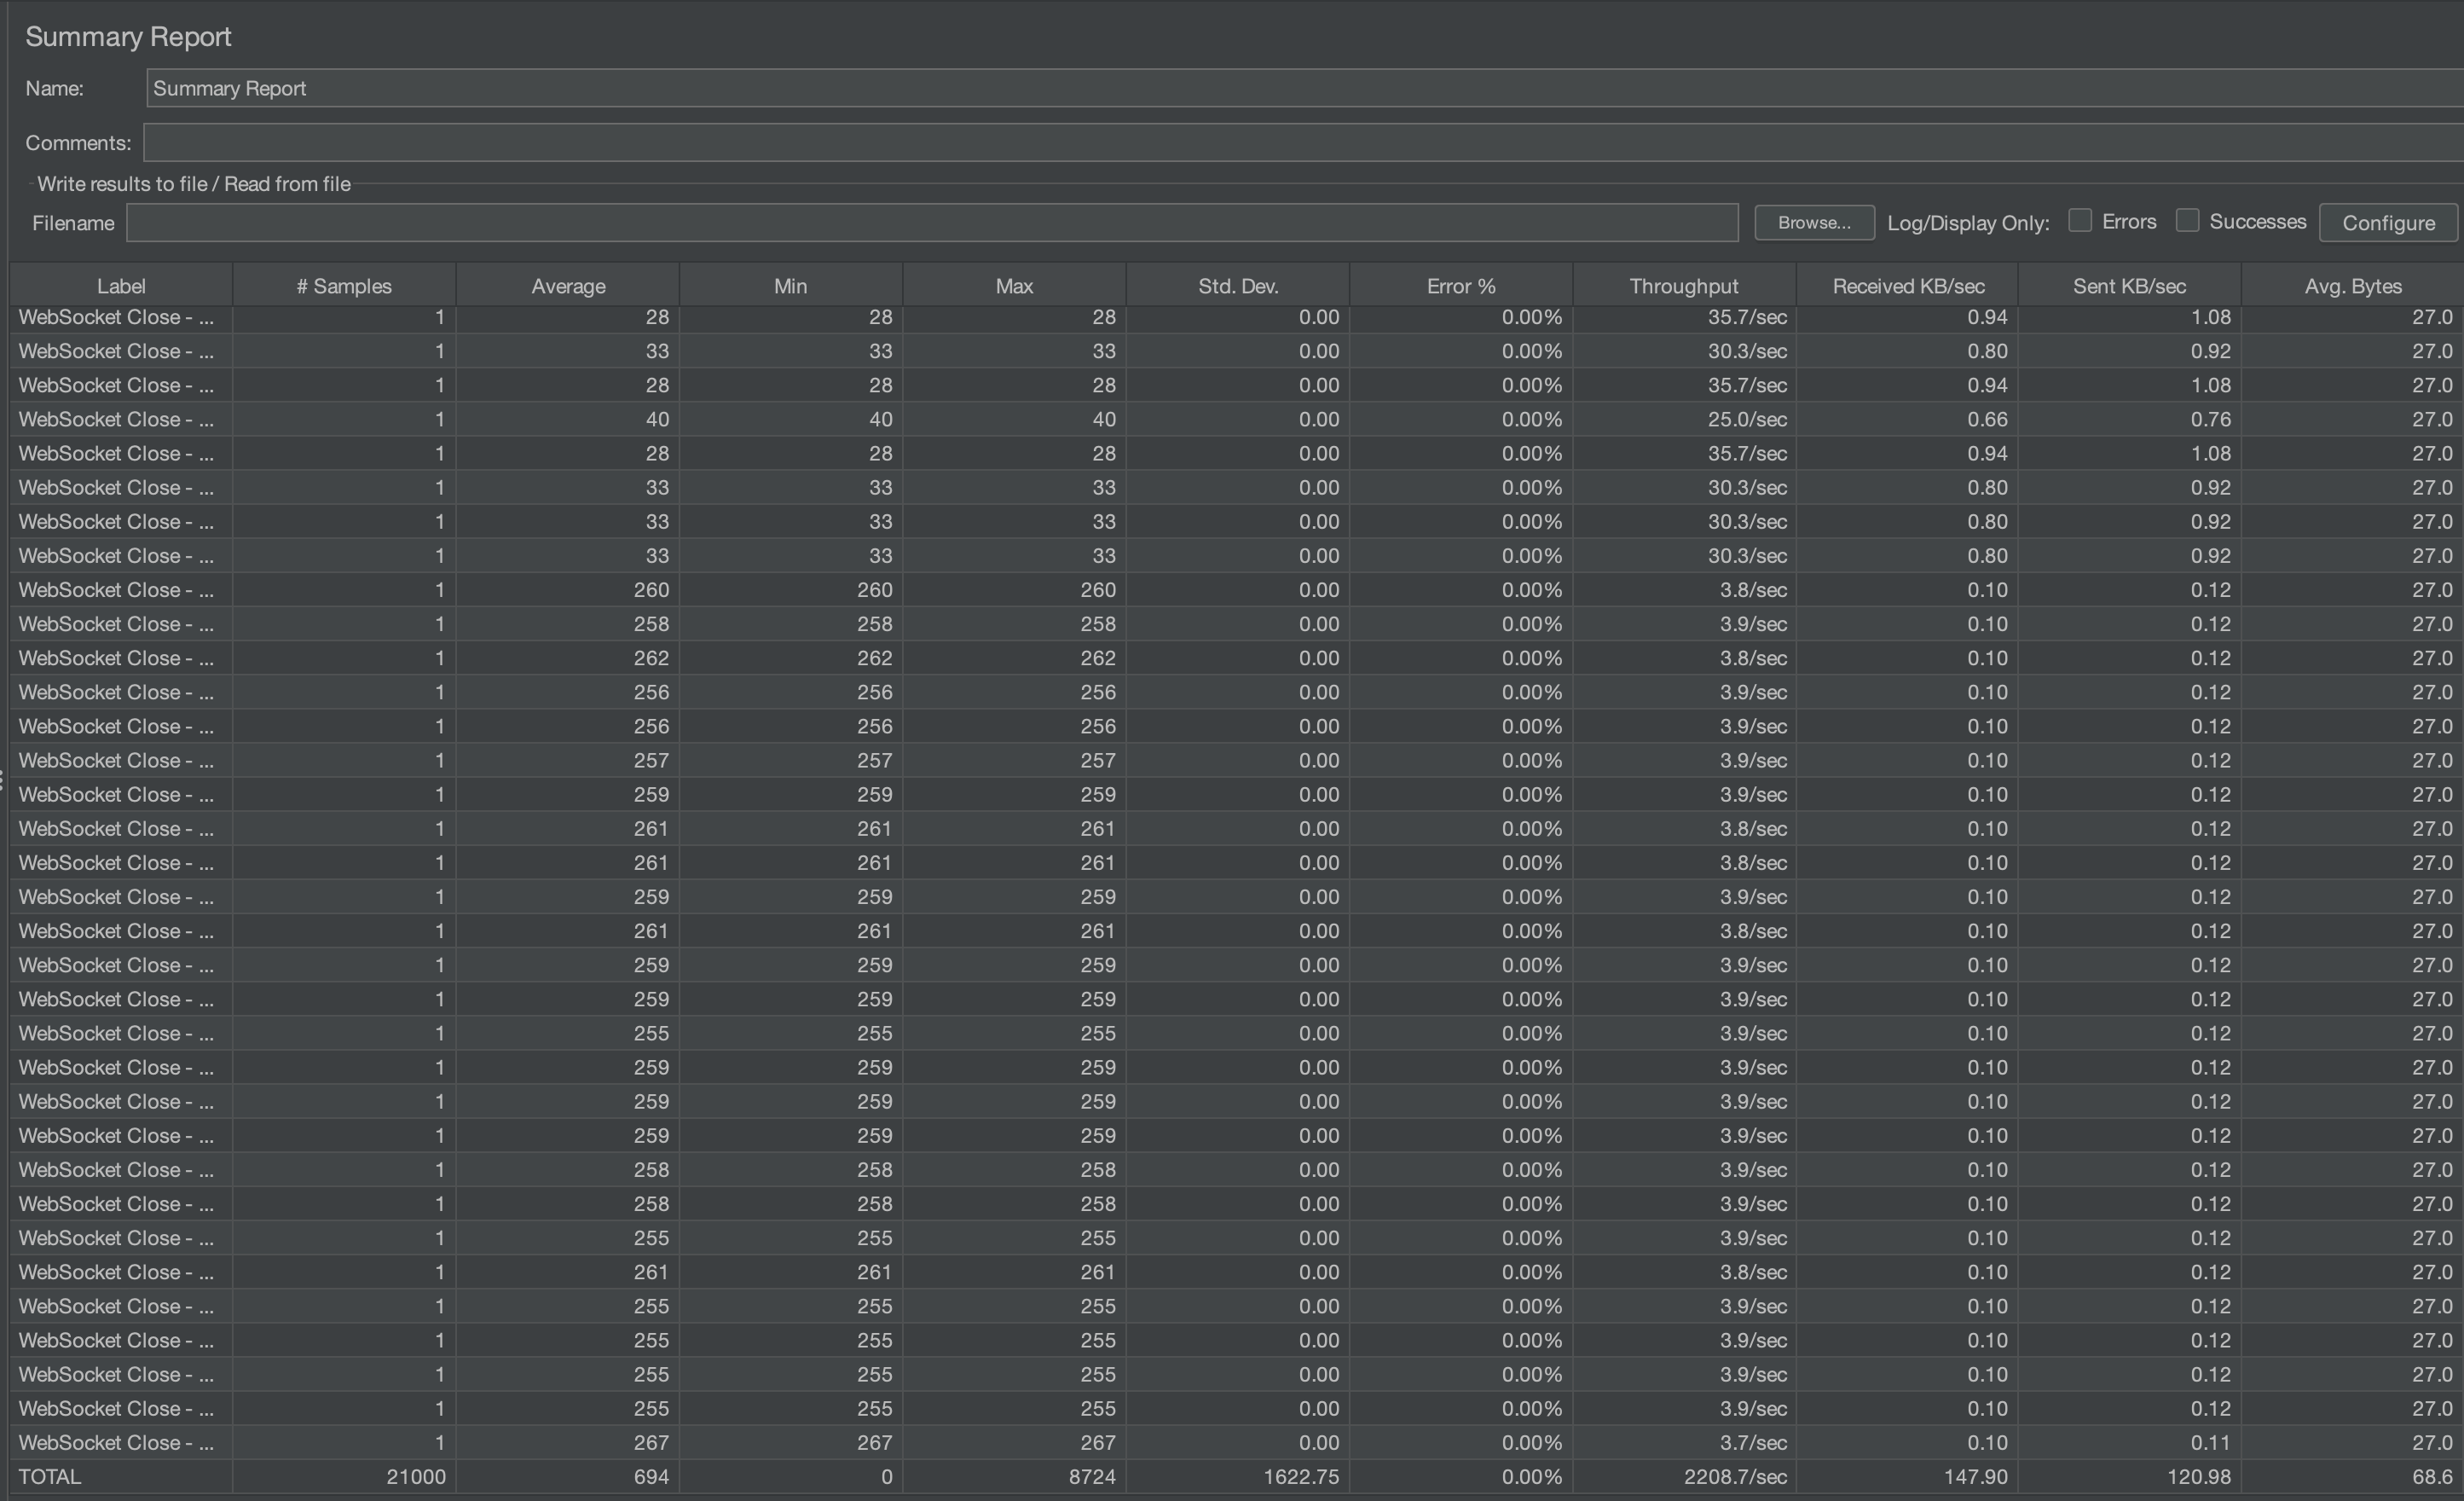 Summary Report
Name: Summary Report
Comments:
Write results to file / Read from file
Filename Browse... Log/Display Only: Errors Successes Configure
Label # Samples Average Min Max Std. Dev. Error % Throughput Received KB/sec Sent KB/sec Avg. Bytes
WebSocket Close - ... 1 28 28 28 0.00 0.00% 35.7/sec 0.94 1.08 27.0
WebSocket Close - ... 1 33 33 33 0.00 0.00% 30.3/sec 0.80 0.92 27.0
WebSocket Close - ... 1 28 28 28 0.00 0.00% 35.7/sec 0.94 1.08 27.0
WebSocket Close - ... 1 40 40 40 0.00 0.00% 25.0/sec 0.66 0.76 27.0
WebSocket Close - ... 1 28 28 28 0.00 0.00% 35.7/sec 0.94 1.08 27.0
WebSocket Close - ... 1 33 33 33 0.00 0.00% 30.3/sec 0.80 0.92 27.0
WebSocket Close - ... 1 33 33 33 0.00 0.00% 30.3/sec 0.80 0.92 27.0
WebSocket Close - ... 1 33 33 33 0.00 0.00% 30.3/sec 0.80 0.92 27.0
WebSocket Close - ... 1 260 260 260 0.00 0.00% 3.8/sec 0.10 0.12 27.0
WebSocket Close - ... 1 258 258 258 0.00 0.00% 3.9/sec 0.10 0.12 27.0
WebSocket Close - ... 1 262 262 262 0.00 0.00% 3.8/sec 0.10 0.12 27.0
WebSocket Close - ... 1 256 256 256 0.00 0.00% 3.9/sec 0.10 0.12 27.0
WebSocket Close - ... 1 256 256 256 0.00 0.00% 3.9/sec 0.10 0.12 27.0
WebSocket Close - ... 1 257 257 257 0.00 0.00% 3.9/sec 0.10 0.12 27.0
WebSocket Close - ... 1 259 259 259 0.00 0.00% 3.9/sec 0.10 0.12 27.0
WebSocket Close - ... 1 261 261 261 0.00 0.00% 3.8/sec 0.10 0.12 27.0
WebSocket Close - ... 1 261 261 261 0.00 0.00% 3.8/sec 0.10 0.12 27.0
WebSocket Close - ... 1 259 259 259 0.00 0.00% 3.9/sec 0.10 0.12 27.0
WebSocket Close - ... 1 261 261 261 0.00 0.00% 3.8/sec 0.10 0.12 27.0
WebSocket Close - ... 1 259 259 259 0.00 0.00% 3.9/sec 0.10 0.12 27.0
WebSocket Close - ... 1 259 259 259 0.00 0.00% 3.9/sec 0.10 0.12 27.0
WebSocket Close - ... 1 255 255 255 0.00 0.00% 3.9/sec 0.10 0.12 27.0
WebSocket Close - ... 1 259 259 259 0.00 0.00% 3.9/sec 0.10 0.12 27.0
WebSocket Close - ... 1 259 259 259 0.00 0.00% 3.9/sec 0.10 0.12 27.0
WebSocket Close - ... 1 259 259 259 0.00 0.00% 3.9/sec 0.10 0.12 27.0
WebSocket Close - ... 1 258 258 258 0.00 0.00% 3.9/sec 0.10 0.12 27.0
WebSocket Close - ... 1 258 258 258 0.00 0.00% 3.9/sec 0.10 0.12 27.0
WebSocket Close - ... 1 255 255 255 0.00 0.00% 3.9/sec 0.10 0.12 27.0
WebSocket Close - ... 1 261 261 261 0.00 0.00% 3.8/sec 0.10 0.12 27.0
WebSocket Close - ... 1 255 255 255 0.00 0.00% 3.9/sec 0.10 0.12 27.0
WebSocket Close - ... 1 255 255 255 0.00 0.00% 3.9/sec 0.10 0.12 27.0
WebSocket Close - ... 1 255 255 255 0.00 0.00% 3.9/sec 0.10 0.12 27.0
WebSocket Close - ... 1 255 255 255 0.00 0.00% 3.9/sec 0.10 0.12 27.0
WebSocket Close - ... 1 267 267 267 0.00 0.00% 3.7/sec 0.10 0.11 27.0
TOTAL 21000 694 0 8724 1622.75 0.00% 2208.7/sec 147.90 120.98 68.6